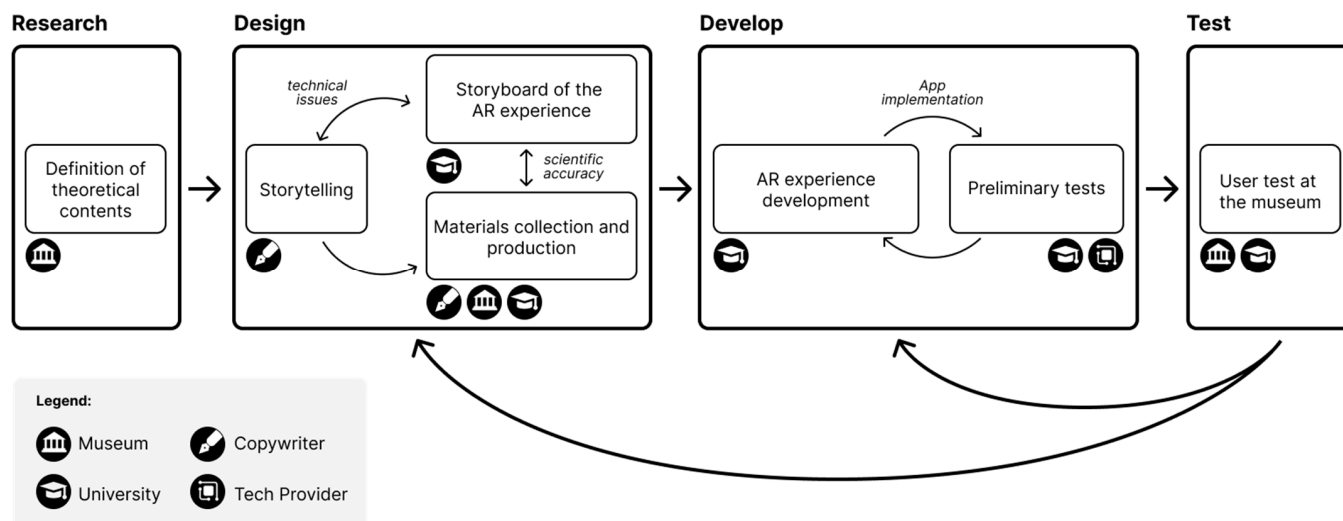 Research
Definition of
theoretical
contents
Design
technical
issues
Storyboard of the
AR experience
Storytelling
scientific
accuracy
Materials collection and
production
Develop
App
implementation
AR experience
development
Preliminary tests
Test
User test at
the museum
Legend:
Museum
Copywriter
University
Tech Provider